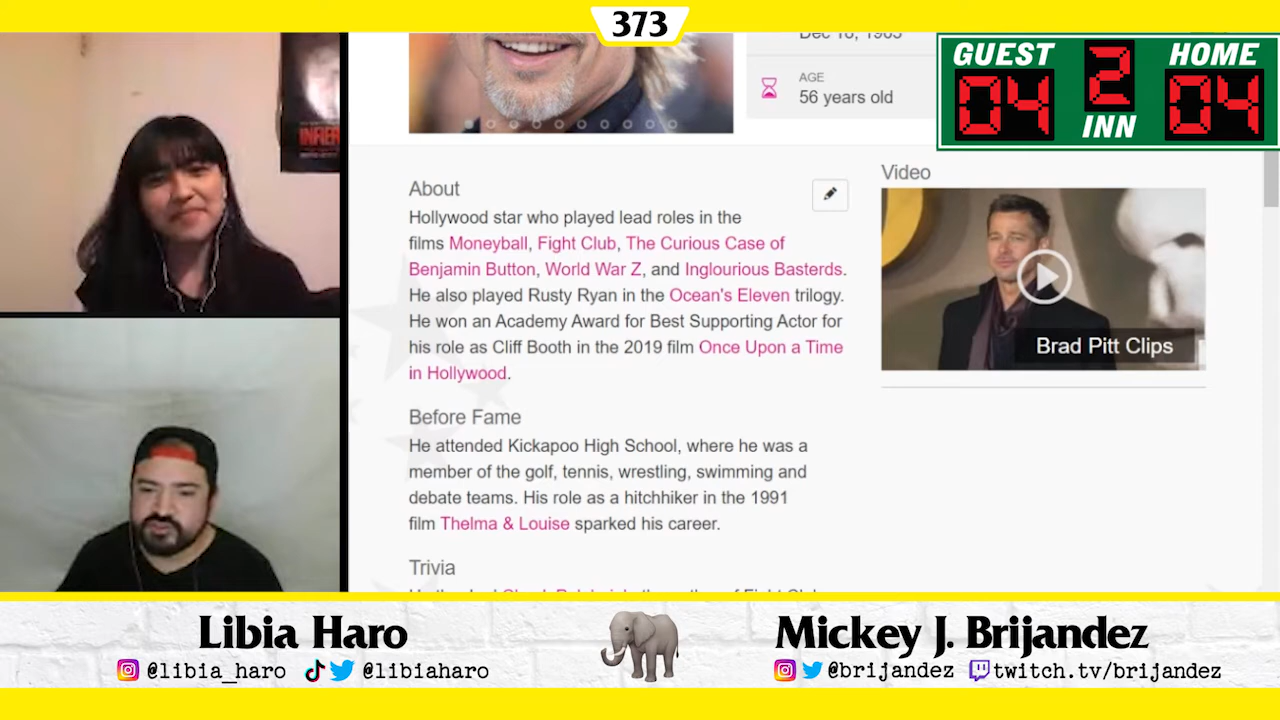 373
GUEST
2
HOME
04
INN
04
Dec 18, 1963
AGE
56 years old
Video
Brad Pitt Clips
About
Hollywood star who played lead roles in the
films Moneyball, Fight Club, The Curious Case of
Benjamin Button, World War Z, and Inglourious Basterds.
He also played Rusty Ryan in the Ocean's Eleven trilogy.
He won an Academy Award for Best Supporting Actor for
his role as Cliff Booth in the 2019 film Once Upon a Time
in Hollywood.
Before Fame
He attended Kickapoo High School, where he was a
member of the golf, tennis, wrestling, swimming and
debate teams. His role as a hitchhiker in the 1991
film Thelma & Louise sparked his career.
Trivia
Libia Haro
@libia_haro
@libiaharo
Mickey J. Brijandez
@brijandez
twitch.tv/brijandez